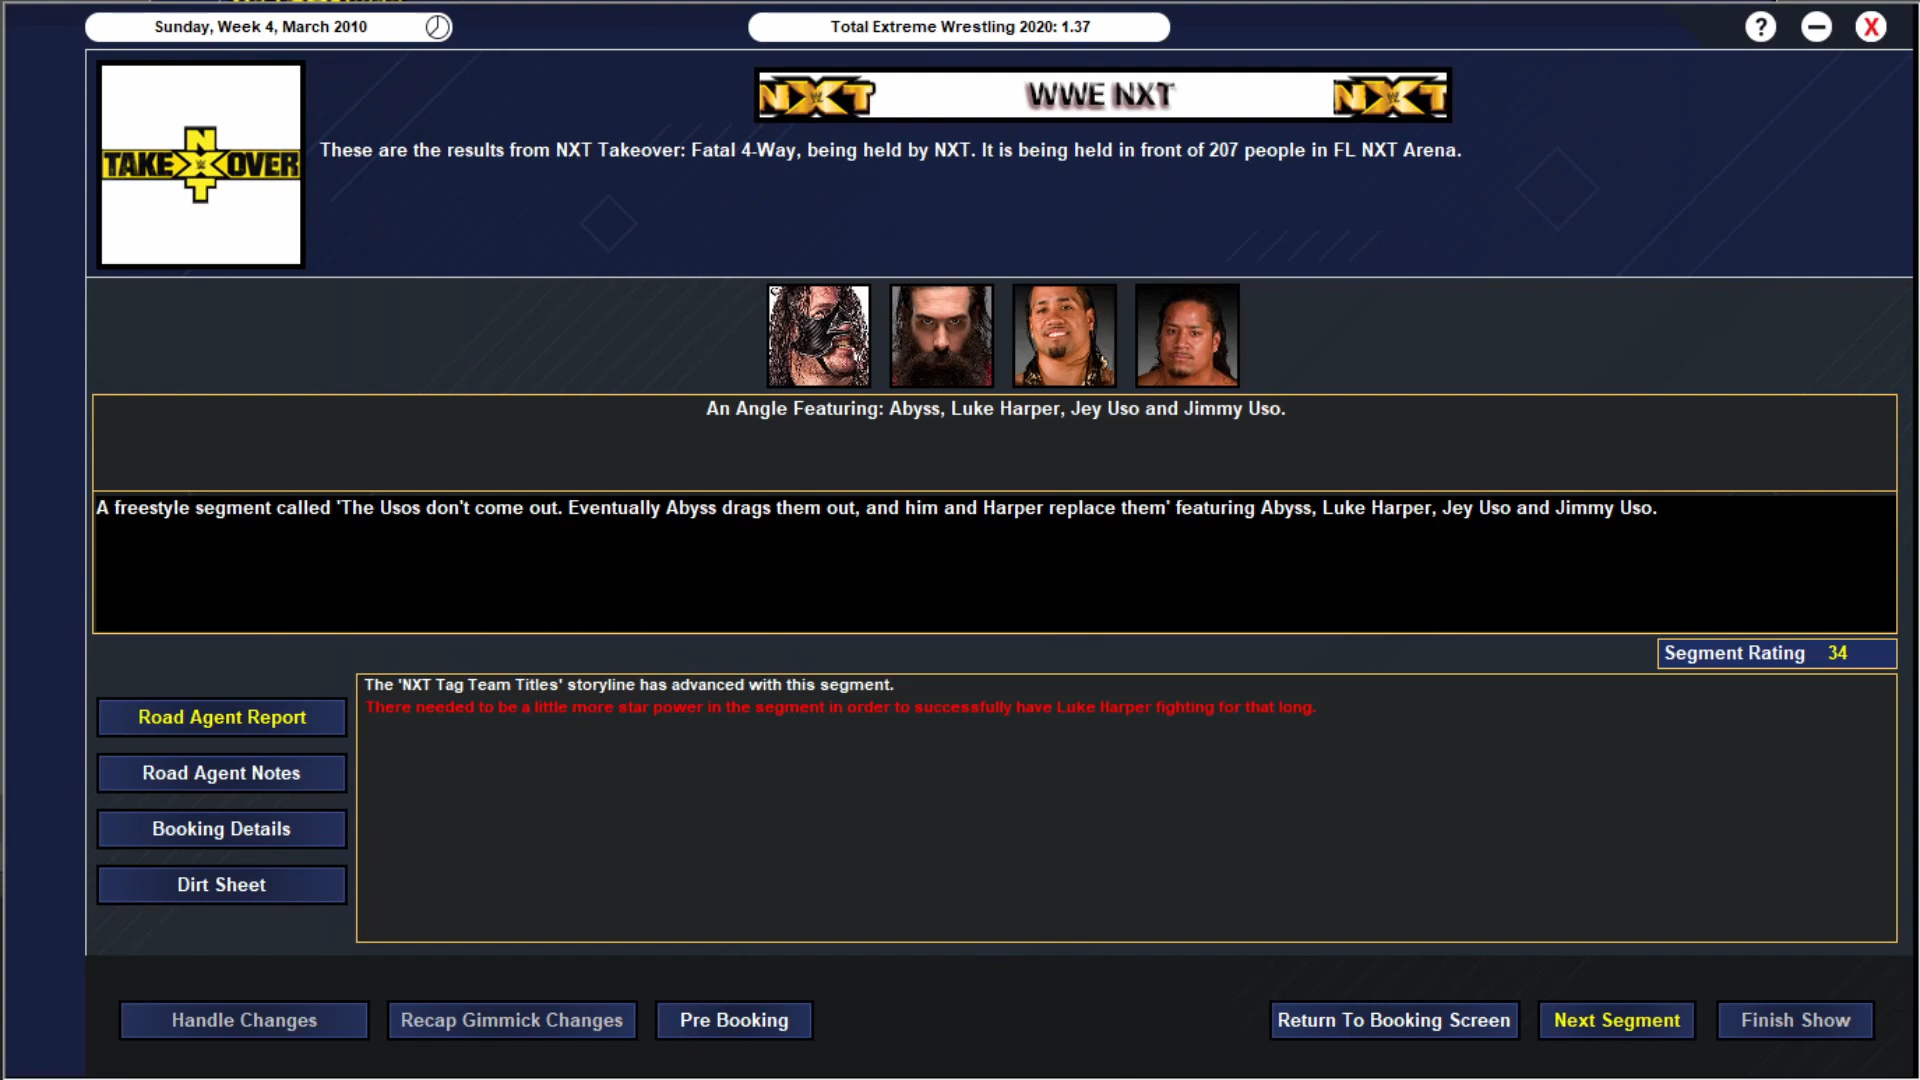 Sunday, Week 4, March 2010
Total Extreme Wrestling 2020: 1.37
?
X
NXT
WWE NXT
NXT
NXT
TAKEOVER
These are the results from NXT Takeover: Fatal 4-Way, being held by NXT. It is being held in front of 207 people in FL NXT Arena.
An Angle Featuring: Abyss, Luke Harper, Jey Uso and Jimmy Uso.
A freestyle segment called 'The Usos don't come out. Eventually Abyss drags them out, and him and Harper replace them' featuring Abyss, Luke Harper, Jey Uso and Jimmy Uso.
Segment Rating 34
The 'NXT Tag Team Titles' storyline has advanced with this segment.
There needed to be a little more star power in the segment in order to successfully have Luke Harper fighting for that long.
Road Agent Report
Road Agent Notes
Booking Details
Dirt Sheet
Handle Changes
Recap Gimmick Changes
Pre Booking
Return To Booking Screen
Next Segment
Finish Show